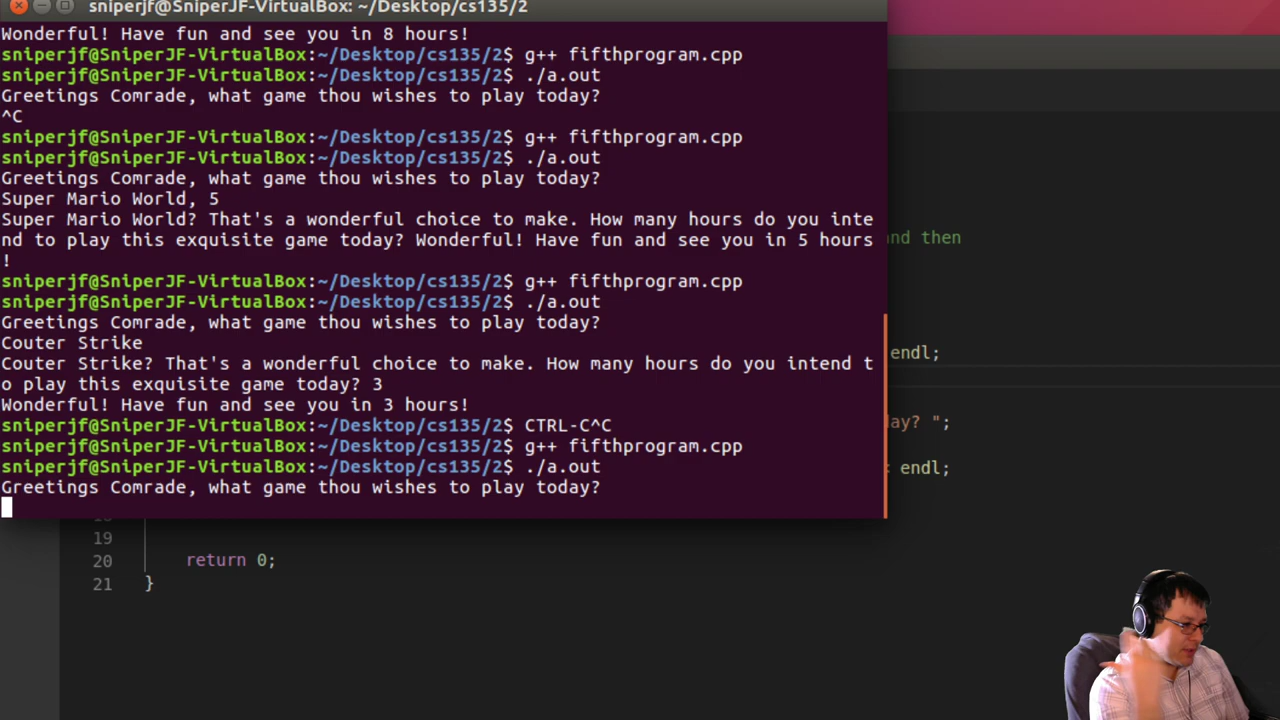 sniperjf@SniperJF-VirtualBox: ~/Desktop/cs135/2
Wonderful! Have fun and see you in 8 hours!
sniperjf@SniperJF-VirtualBox:~/Desktop/cs135/2$ g++ fifthprogram.cpp
sniperjf@SniperJF-VirtualBox:~/Desktop/cs135/2$ ./a.out
Greetings Comrade, what game thou wishes to play today?
^C
sniperjf@SniperJF-VirtualBox:~/Desktop/cs135/2$ g++ fifthprogram.cpp
sniperjf@SniperJF-VirtualBox:~/Desktop/cs135/2$ ./a.out
Greetings Comrade, what game thou wishes to play today?
Super Mario World, 5
Super Mario World? That's a wonderful choice to make. How many hours do you inte
nd to play this exquisite game today? Wonderful! Have fun and see you in 5 hours
!
sniperjf@SniperJF-VirtualBox:~/Desktop/cs135/2$ g++ fifthprogram.cpp
sniperjf@SniperJF-VirtualBox:~/Desktop/cs135/2$ ./a.out
Greetings Comrade, what game thou wishes to play today?
Couter Strike
Couter Strike? That's a wonderful choice to make. How many hours do you intend t
o play this exquisite game today? 3
Wonderful! Have fun and see you in 3 hours!
sniperjf@SniperJF-VirtualBox:~/Desktop/cs135/2$ CTRL-C^C
sniperjf@SniperJF-VirtualBox:~/Desktop/cs135/2$ g++ fifthprogram.cpp
sniperjf@SniperJF-VirtualBox:~/Desktop/cs135/2$ ./a.out
Greetings Comrade, what game thou wishes to play today?
nd then
endl;
ay? ";
endl;
19
20 return 0;
21 }